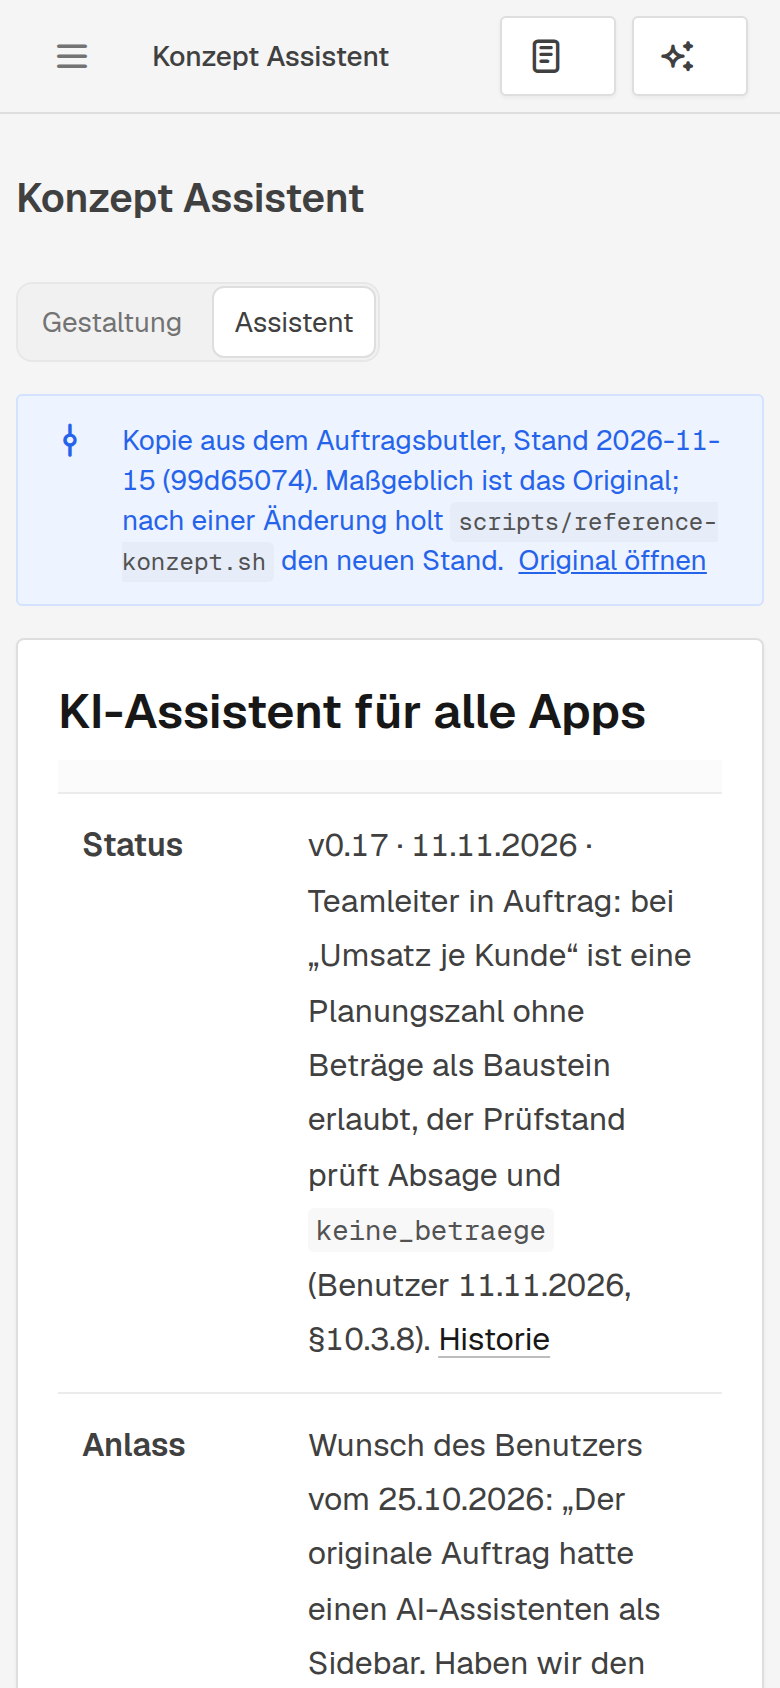 Konzept Assistent
Konzept Assistent
Gestaltung
Assistent
Kopie aus dem Auftragsbutler, Stand 2026-11-
15 (99d65074). Maßgeblich ist das Original;
nach einer Änderung holt scripts/reference-
konzept.sh den neuen Stand. Original öffnen
KI-Assistent für alle Apps
Status
v0.17 · 11.11.2026 ·
Teamleiter in Auftrag: bei
„Umsatz je Kunde“ ist eine
Planungszahl ohne
Beträge als Baustein
erlaubt, der Prüfstand
prüft Absage und
keine_betraege
(Benutzer 11.11.2026,
§10.3.8). Historie
Anlass
Wunsch des Benutzers
vom 25.10.2026: „Der
originale Auftrag hatte
einen AI-Assistenten als
Sidebar. Haben wir den